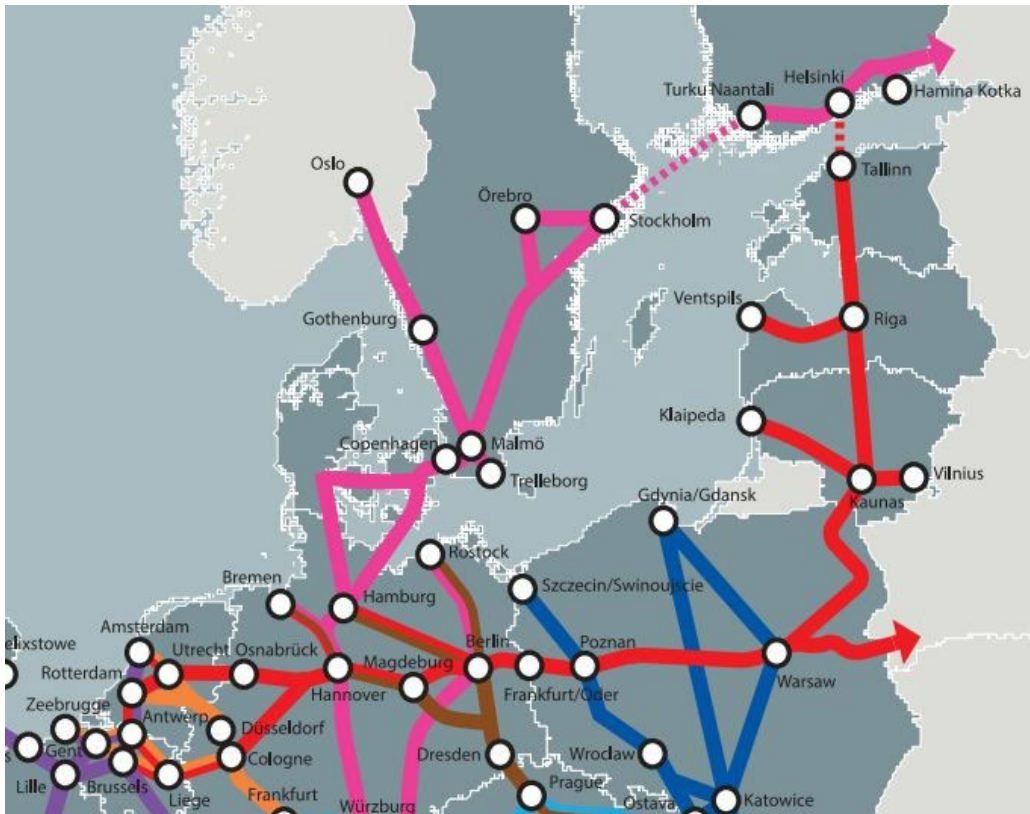 Helsinki
Turku Naantali
Hamina Kotka
Oslo
Tallinn
Örebro
Stockholm
Ventspils
Gothenburg
Riga
Klaipeda
Copenhagen
Malmö
Trelleborg
Vilnius
Gdynia/Gdansk
Kaunas
Rostock
Bremen
Szczecin/Swinoujscie
Hamburg
Amsterdam
elixstowe
Utrecht
Osnabrück
Berlin
Poznan
Rotterdam
Magdeburg
Hannover
Frankfurt/Oder
Warsaw
Zeebrugge
Antwerp
Düsseldorf
Gent
Dresden
Wroclaw
s
Cologne
Lille
Brussels
Liege
Frankfurt
Prague
Würzburg
Ostava
Katowice